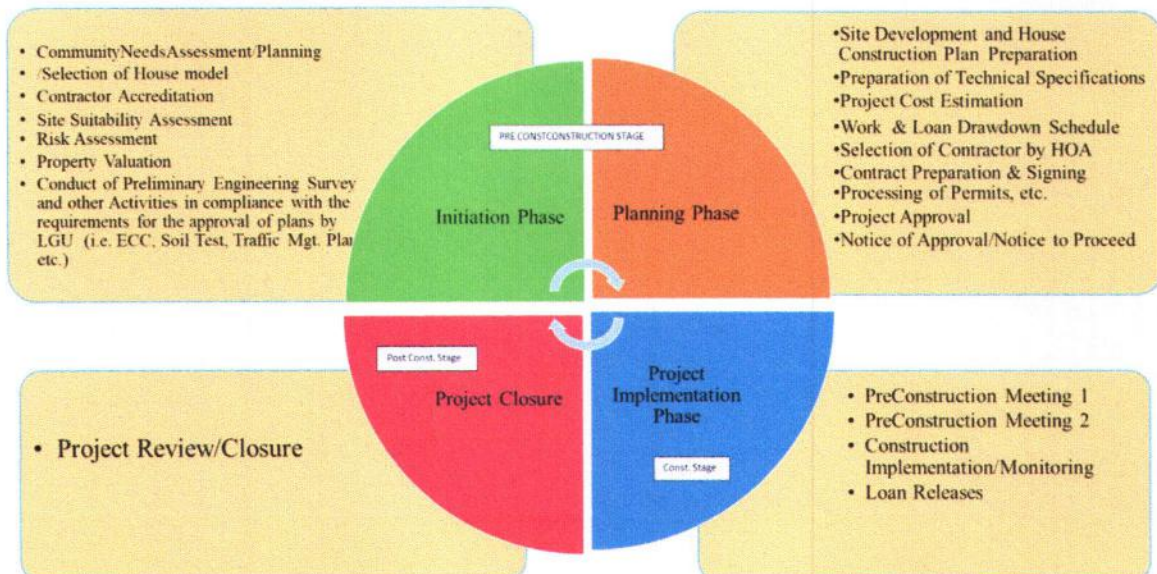 • CommunityNeedsAssessment/Planning
• /Selection of House model
• Contractor Accreditation
• Site Suitability Assessment
• Risk Assessment
• Property Valuation
• Conduct of Preliminary Engineering Survey
and other Activities in compliance with the
requirements for the approval of plans by
LGU (i.e. ECC, Soil Test, Traffic Mgt. Plan
etc.)
PRE CONSTCONSTRUCTION STAGE
Initiation Phase
Planning Phase
•Site Development and House
Construction Plan Preparation
•Preparation of Technical Specifications
•Project Cost Estimation
•Work & Loan Drawdown Schedule
•Selection of Contractor by HOA
•Contract Preparation & Signing
•Processing of Permits, etc.
•Project Approval
•Notice of Approval/Notice to Proceed
• Project Review/Closure
Post Const. Stage
Project Closure
Project
Implementation
Phase
Const. Stage
• PreConstruction Meeting 1
• PreConstruction Meeting 2
• Construction
Implementation/Monitoring
• Loan Releases